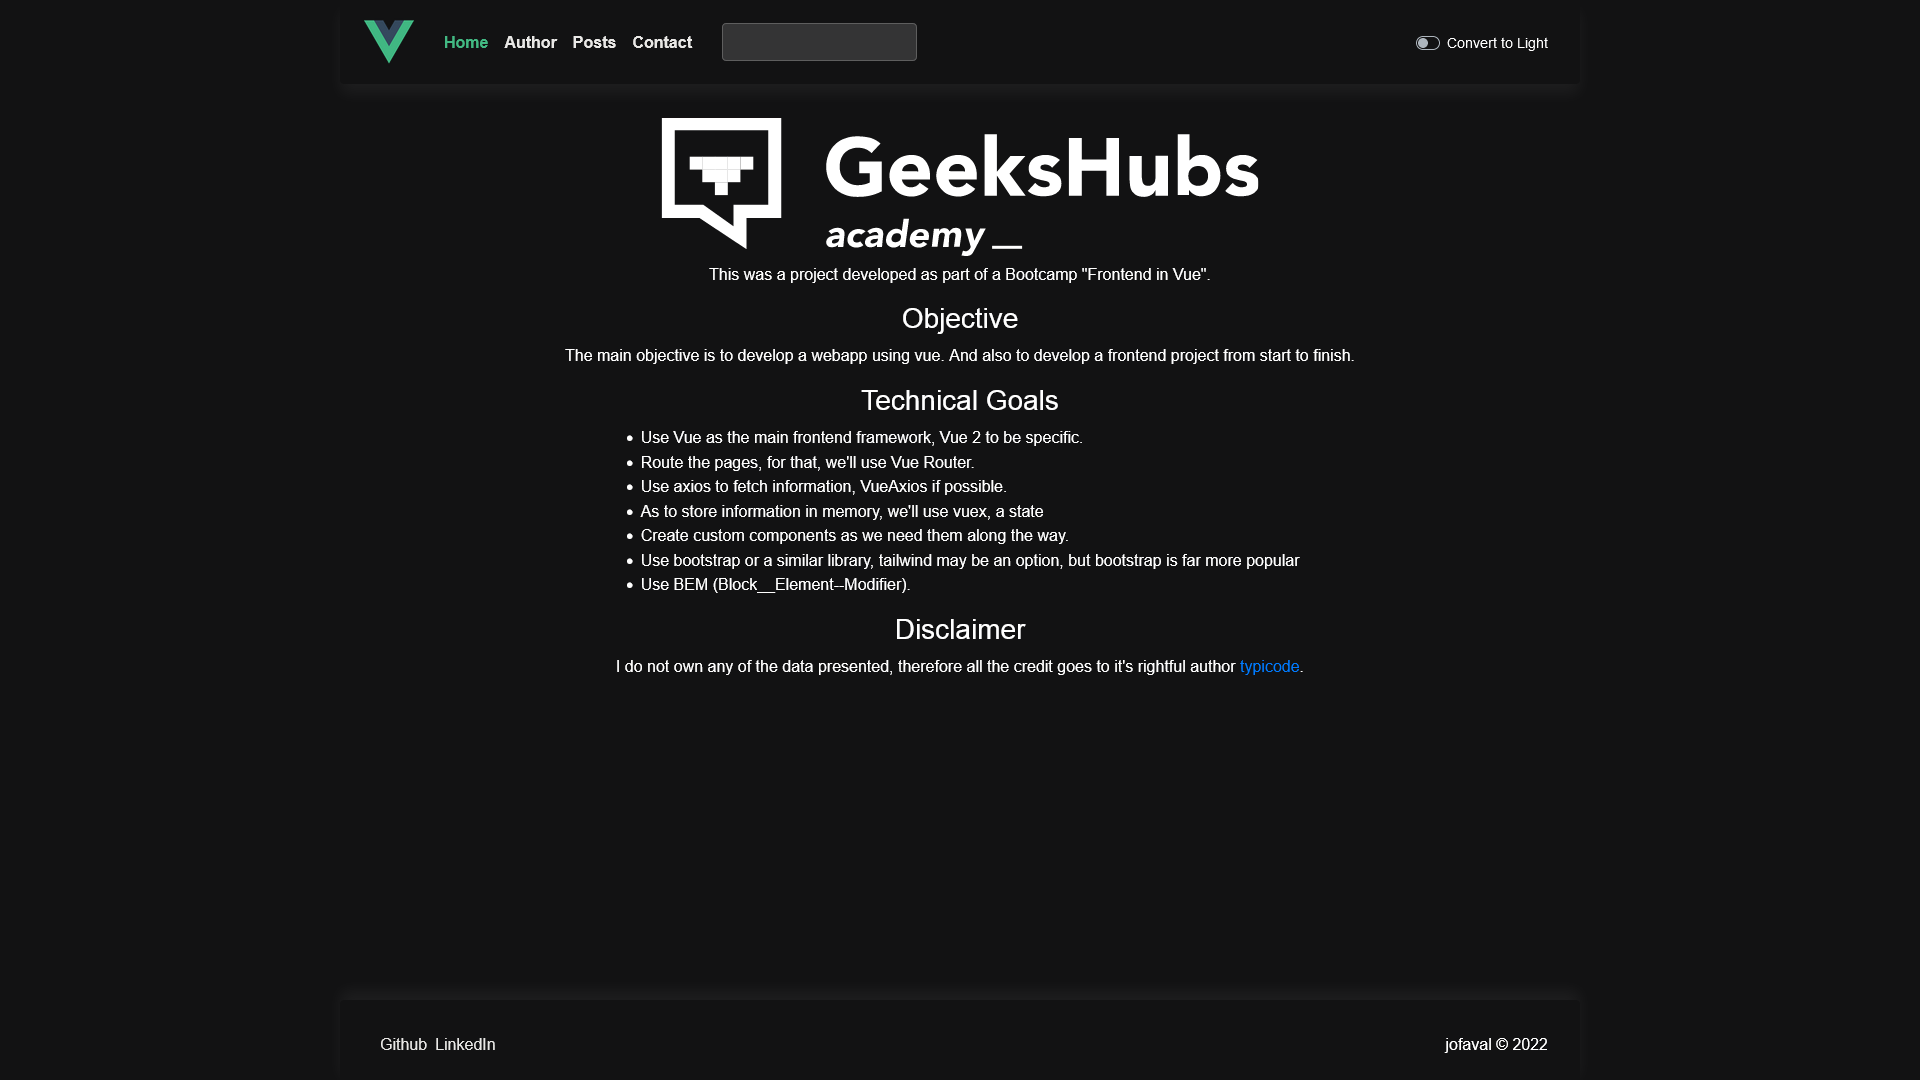 Home Author Posts Contact
Convert to Light
GeeksHubs
academy __
This was a project developed as part of a Bootcamp "Frontend in Vue".
Objective
The main objective is to develop a webapp using vue. And also to develop a frontend project from start to finish.
Technical Goals
Use Vue as the main frontend framework, Vue 2 to be specific.
Route the pages, for that, we'll use Vue Router.
Use axios to fetch information, VueAxios if possible.
As to store information in memory, we'll use vuex, a state
Create custom components as we need them along the way.
Use bootstrap or a similar library, tailwind may be an option, but bootstrap is far more popular
Use BEM (Block__Element--Modifier).
Disclaimer
I do not own any of the data presented, therefore all the credit goes to it's rightful author typicode.
Github LinkedIn
jofaval © 2022